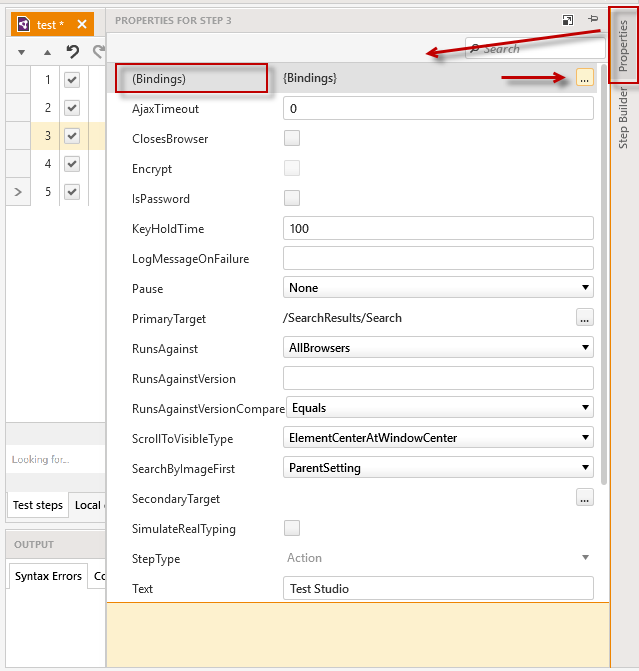 test *
PROPERTIES FOR STEP 3
Search
Properties
Step Builder
1
2
3
4
5
(Bindings) {Bindings} ...
AjaxTimeout 0
ClosesBrowser
Encrypt
IsPassword
KeyHoldTime 100
LogMessageOnFailure
Pause None
PrimaryTarget /SearchResults/Search ...
RunsAgainst AllBrowsers
RunsAgainstVersion
RunsAgainstVersionCompare Equals
ScrollToVisibleType ElementCenterAtWindowCenter
SearchByImageFirst ParentSetting
SecondaryTarget ...
SimulateRealTyping
StepType Action
Text Test Studio
Looking for...
Test steps Local
OUTPUT
Syntax Errors Co